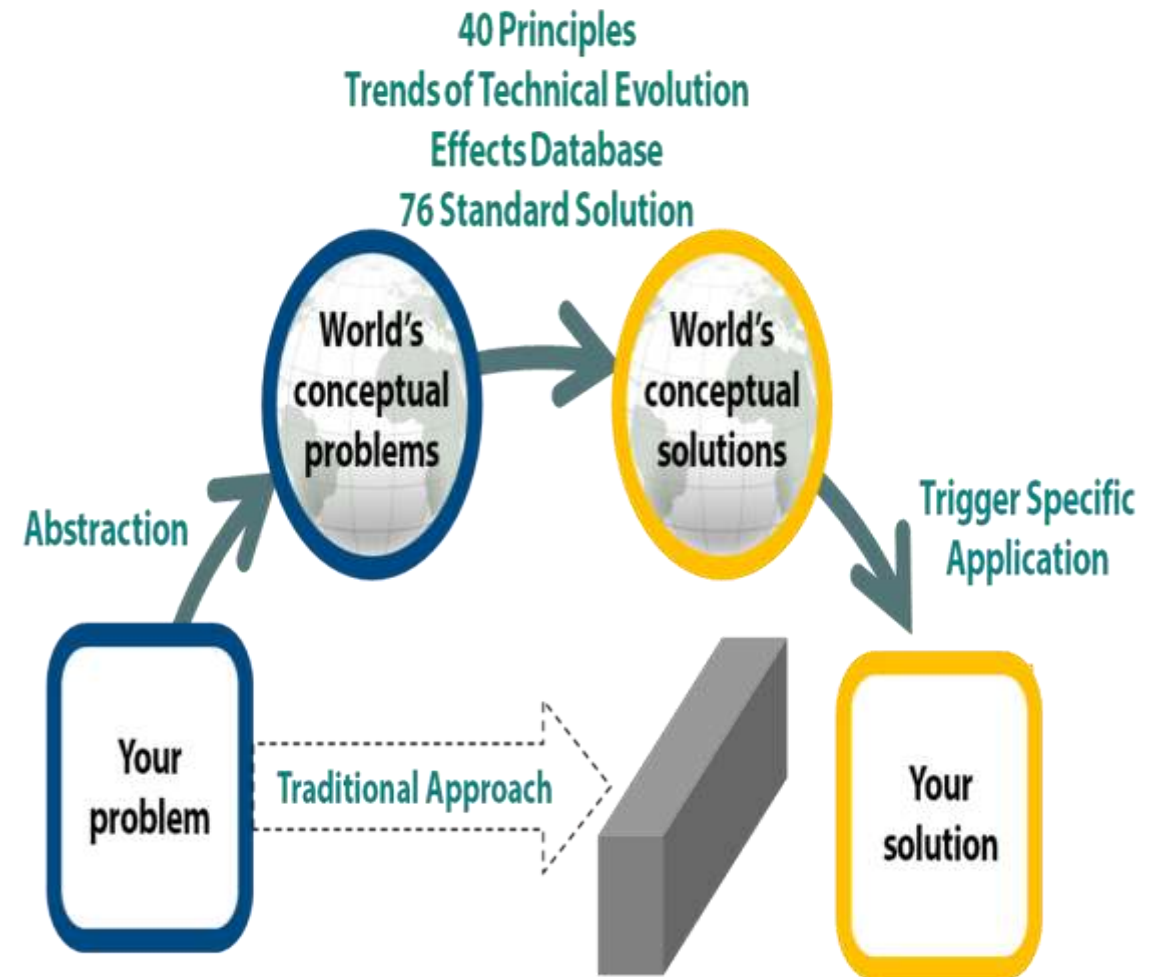 40 Principles
Trends of Technical Evolution
Effects Database
76 Standard Solution
World's
conceptual
problems
World's
conceptual
solutions
Abstraction
Trigger Specific
Application
Your
problem
Traditional Approach
Your
solution